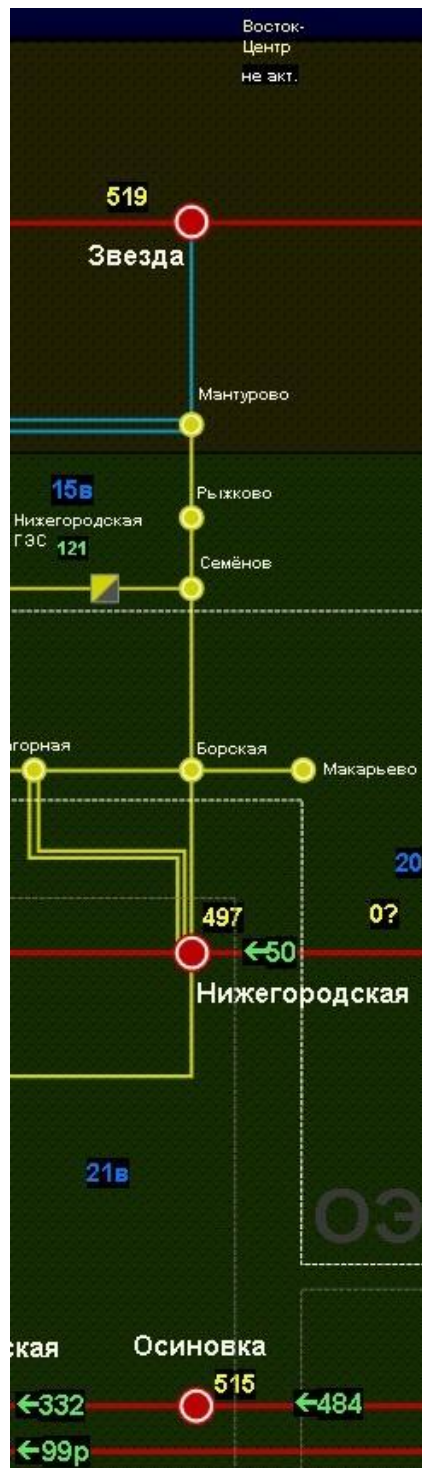 Восток-
Центр
не акт.
519
Звезда
Мантурово
15в
Рыжково
Нижегородская
ГЭС 121
Семёнов
горная
Борская
Макарьево
20
497
0?
←50
Нижегородская
21в
ОЭ
ская
Осиновка
515
←332
←484
←99р